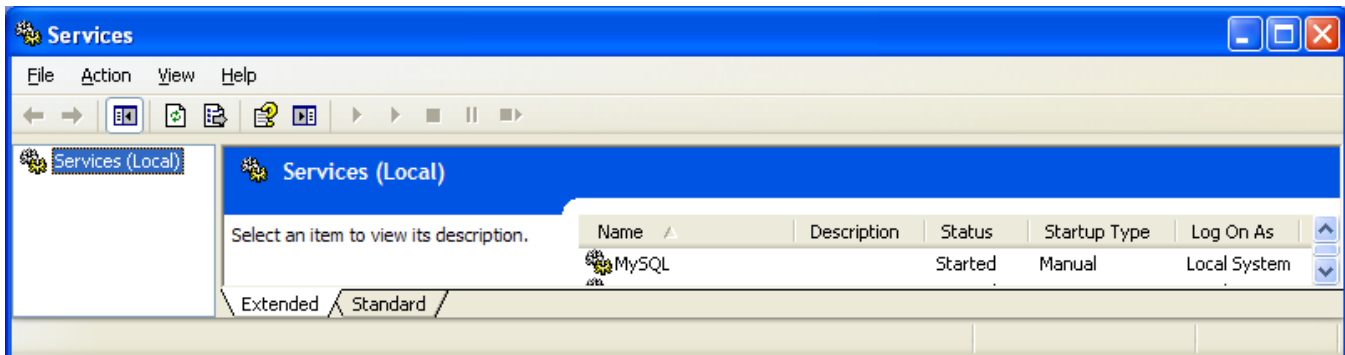 Services
File Action View Help
Services (Local)
Services (Local)
Select an item to view its description.
Name Description Status Startup Type Log On As
MySQL Started Manual Local System
Extended Standard